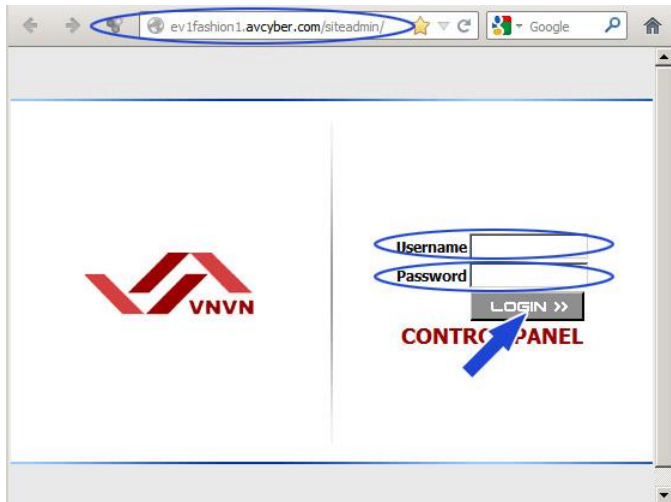 ev1fashion1.avcyber.com/siteadmin/
Google
Username
Password
LOGIN >>
VNVN
CONTROL PANEL